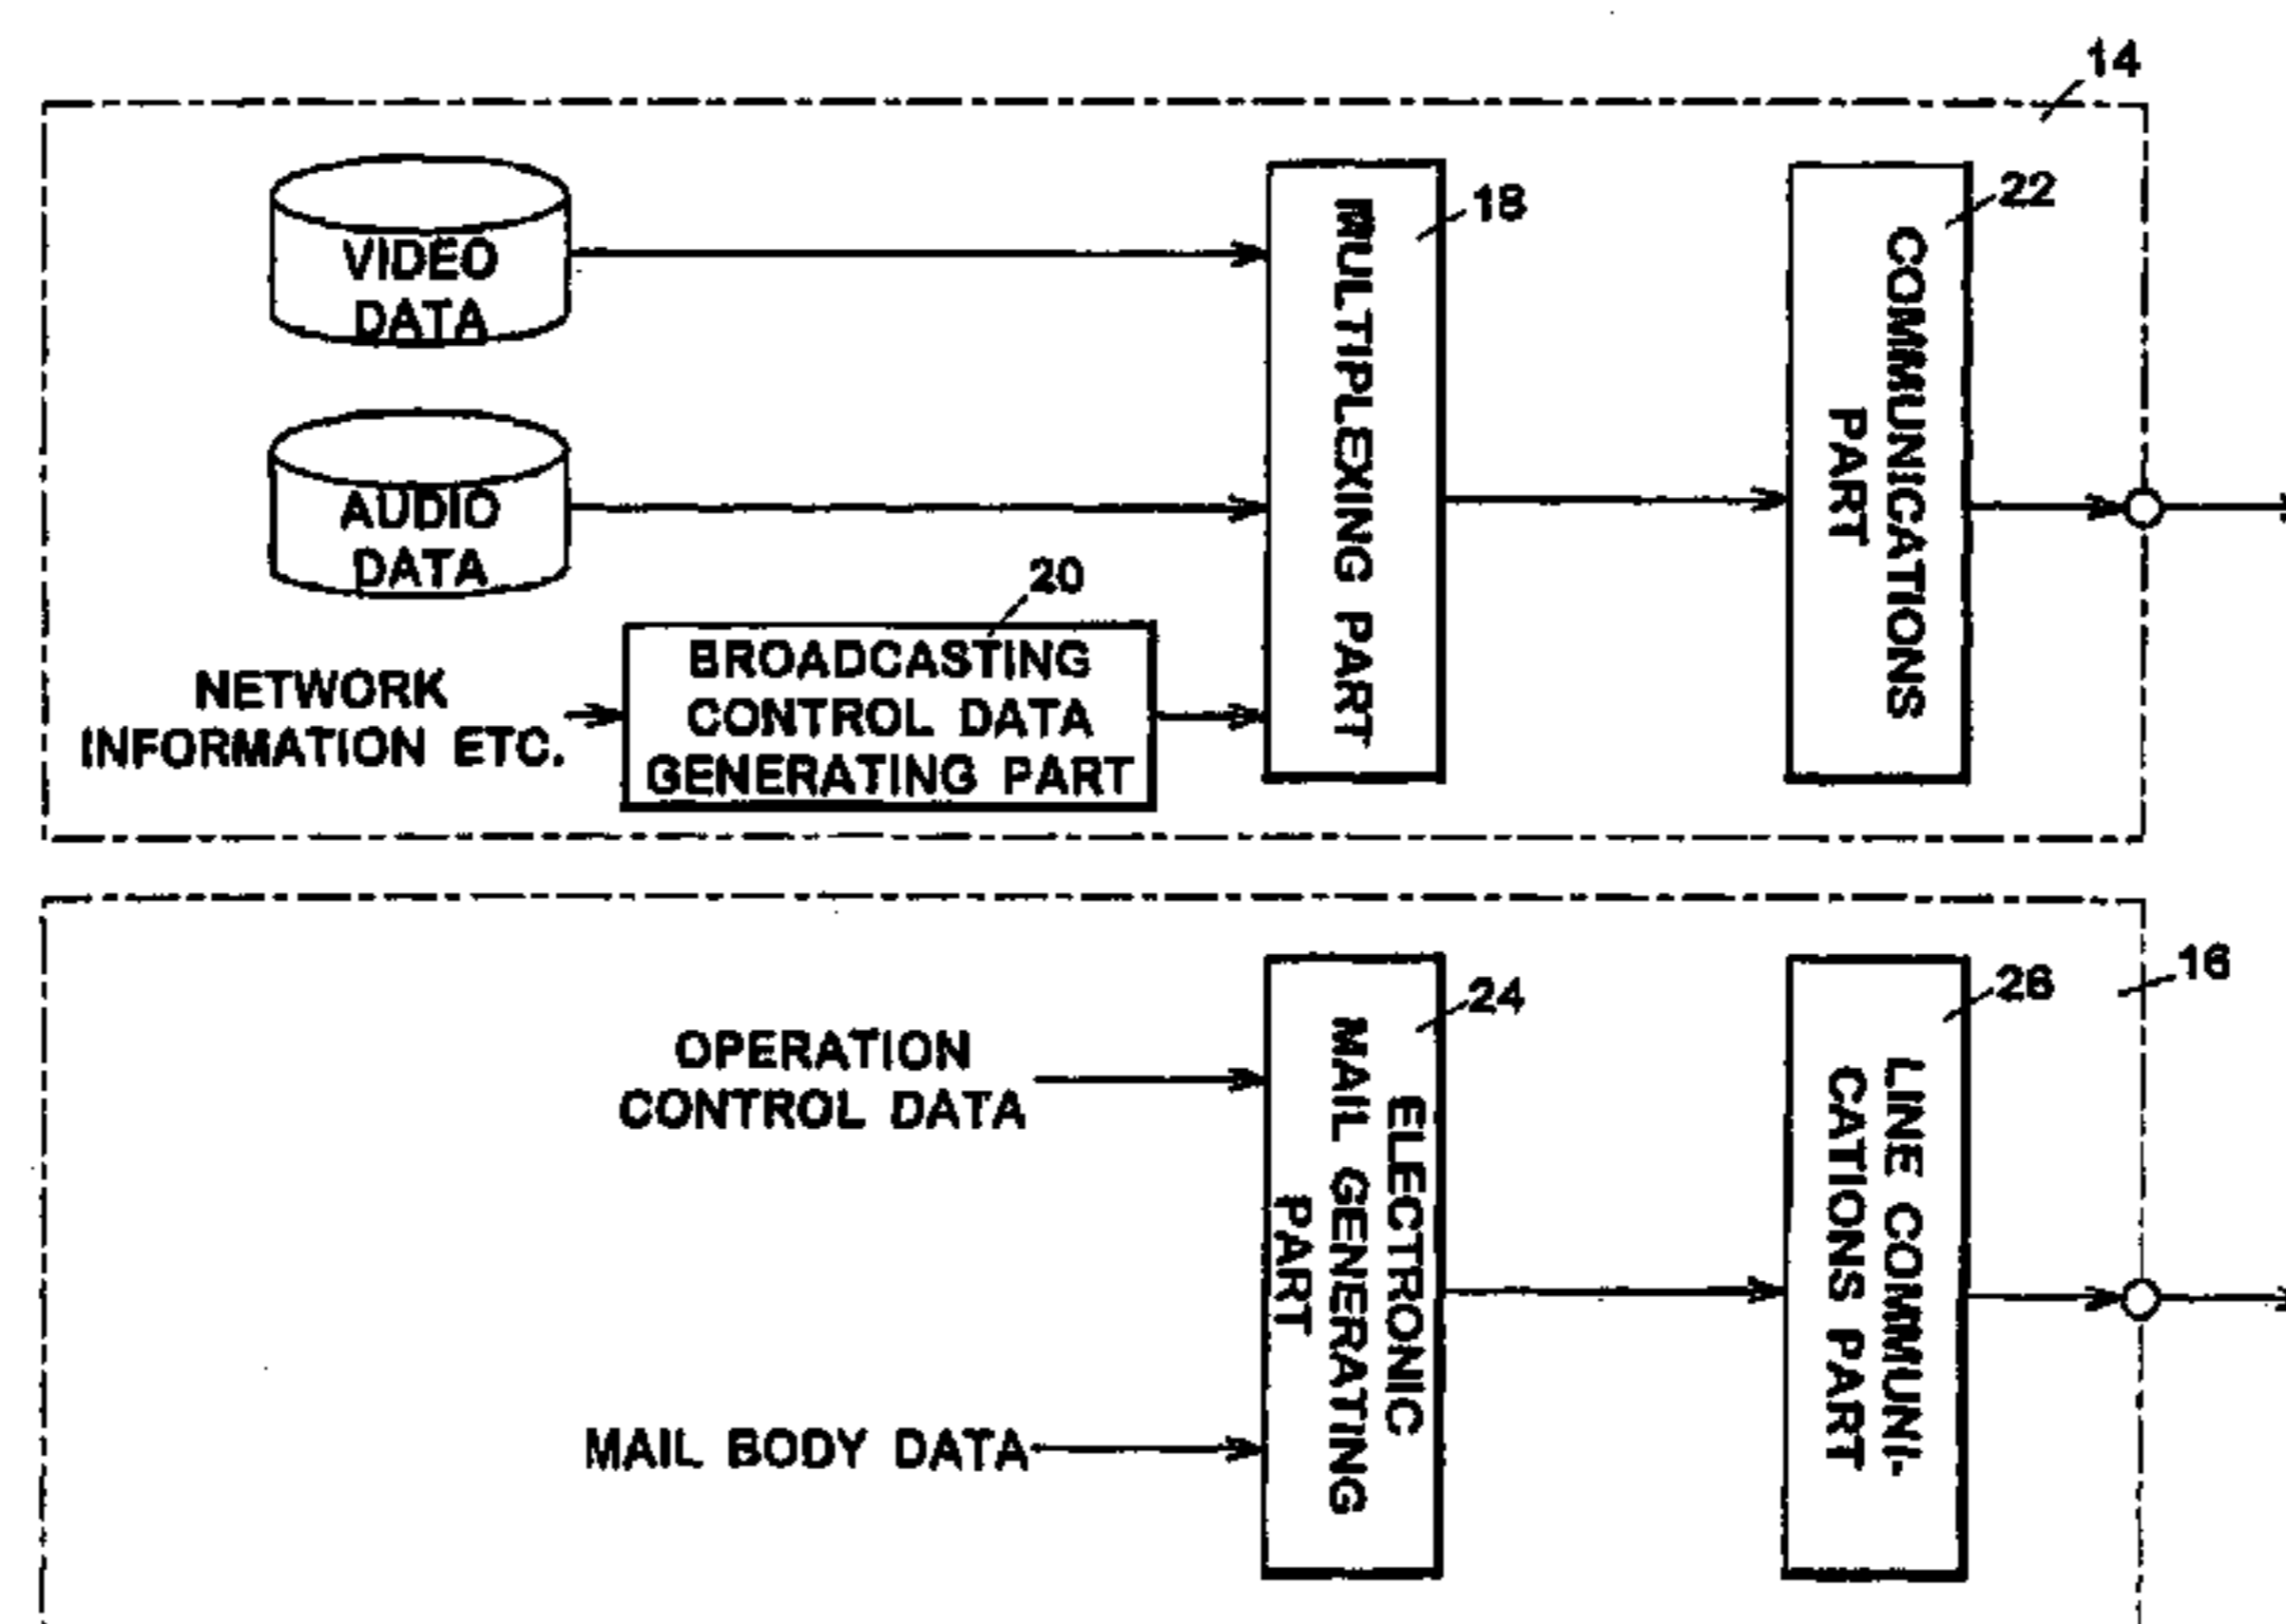 14
VIDEO
DATA
MULTIPLEXING PART
18
COMMUNICATIONS
PART
22
AUDIO
DATA
20
NETWORK
INFORMATION ETC.
BROADCASTING
CONTROL DATA
GENERATING PART
16
OPERATION
CONTROL DATA
24
ELECTRONIC
MAIL GENERATING
PART
26
LINE COMMUNI-
CATIONS PART
MAIL BODY DATA